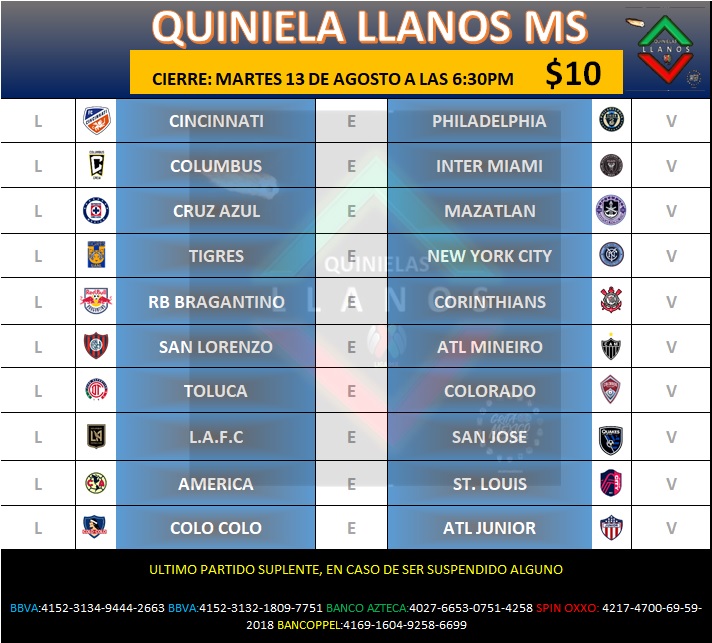 QUINIELA LLANOS MS
CIERRE: MARTES 13 DE AGOSTO A LAS 6:30PM $10
QUINIELAS
LLANOS
L CINCINNATI E PHILADELPHIA V
L COLUMBUS E INTER MIAMI V
L CRUZ AZUL E MAZATLAN V
L TIGRES E NEW YORK CITY V
QUINIELAS
L RB BRAGANTINO E CORINTHIANS V
LLANOS
L SAN LORENZO E ATL MINEIRO V
L TOLUCA E COLORADO V
L L.A.F.C E SAN JOSE V
L AMERICA E ST. LOUIS V
L COLO COLO E ATL JUNIOR V
ULTIMO PARTIDO SUPLENTE, EN CASO DE SER SUSPENDIDO ALGUNO
BBVA:4152-3134-9444-2663 BBVA:4152-3132-1809-7751 BANCO AZTECA:4027-6653-0751-4258 SPIN OXXO: 4217-4700-69-59-
2018 BANCOPPEL:4169-1604-9258-6699